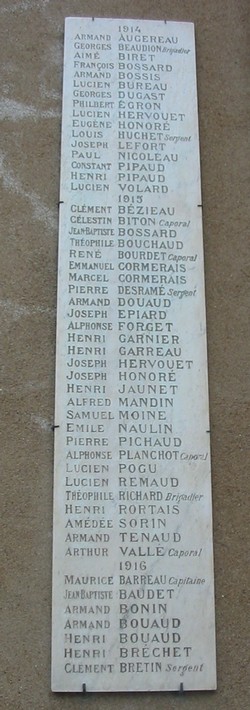 1914
ARMAND AUGEREAU
GEORGES BEAUDION Brigadier
AIMÉ BIRET
FRANÇOIS BOSSARD
ARMAND BOSSIS
LUCIEN BUREAU
GEORGES DUGAST
PHILBERT ÉGRON
LUCIEN HERVOUET
EUGÈNE HONORÉ
LOUIS HUCHET Sergent
JOSEPH LEFORT
PAUL NICOLEAU
CONSTANT PIPAUD
HENRI PIPAUD
LUCIEN VOLARD
1915
CLÉMENT BÉZIEAU
CÉLESTIN BITON Caporal
JEAN BAPTISTE BOSSARD
THÉOPHILE BOUCHAUD
RENÉ BOURDET Caporal
EMMANUEL CORMERAIS
MARCEL CORMERAIS
PIERRE DESRAMÉ Sergent
ARMAND DOUAUD
JOSEPH EPIARD
ALPHONSE FORGET
HENRI GARNIER
HENRI GARREAU
JOSEPH HERVOUET
JOSEPH HONORÉ
HENRI JAUNET
ALFRED MANDIN
SAMUEL MOINE
EMILE NAULIN
PIERRE PICHAUD
ALPHONSE PLANCHOT Caporal
LUCIEN POGU
LUCIEN REMAUD
THÉOPHILE RICHARD Brigadier
HENRI RORTAIS
AMÉDÉE SORIN
ARMAND TENAUD
ARTHUR VALLÉ Caporal
1916
MAURICE BARREAU Capitaine
JEAN BAPTISTE BAUDET
ARMAND BONIN
ARMAND BOUAUD
HENRI BOUAUD
HENRI BRÉCHET
CLÉMENT BRETIN Sergent